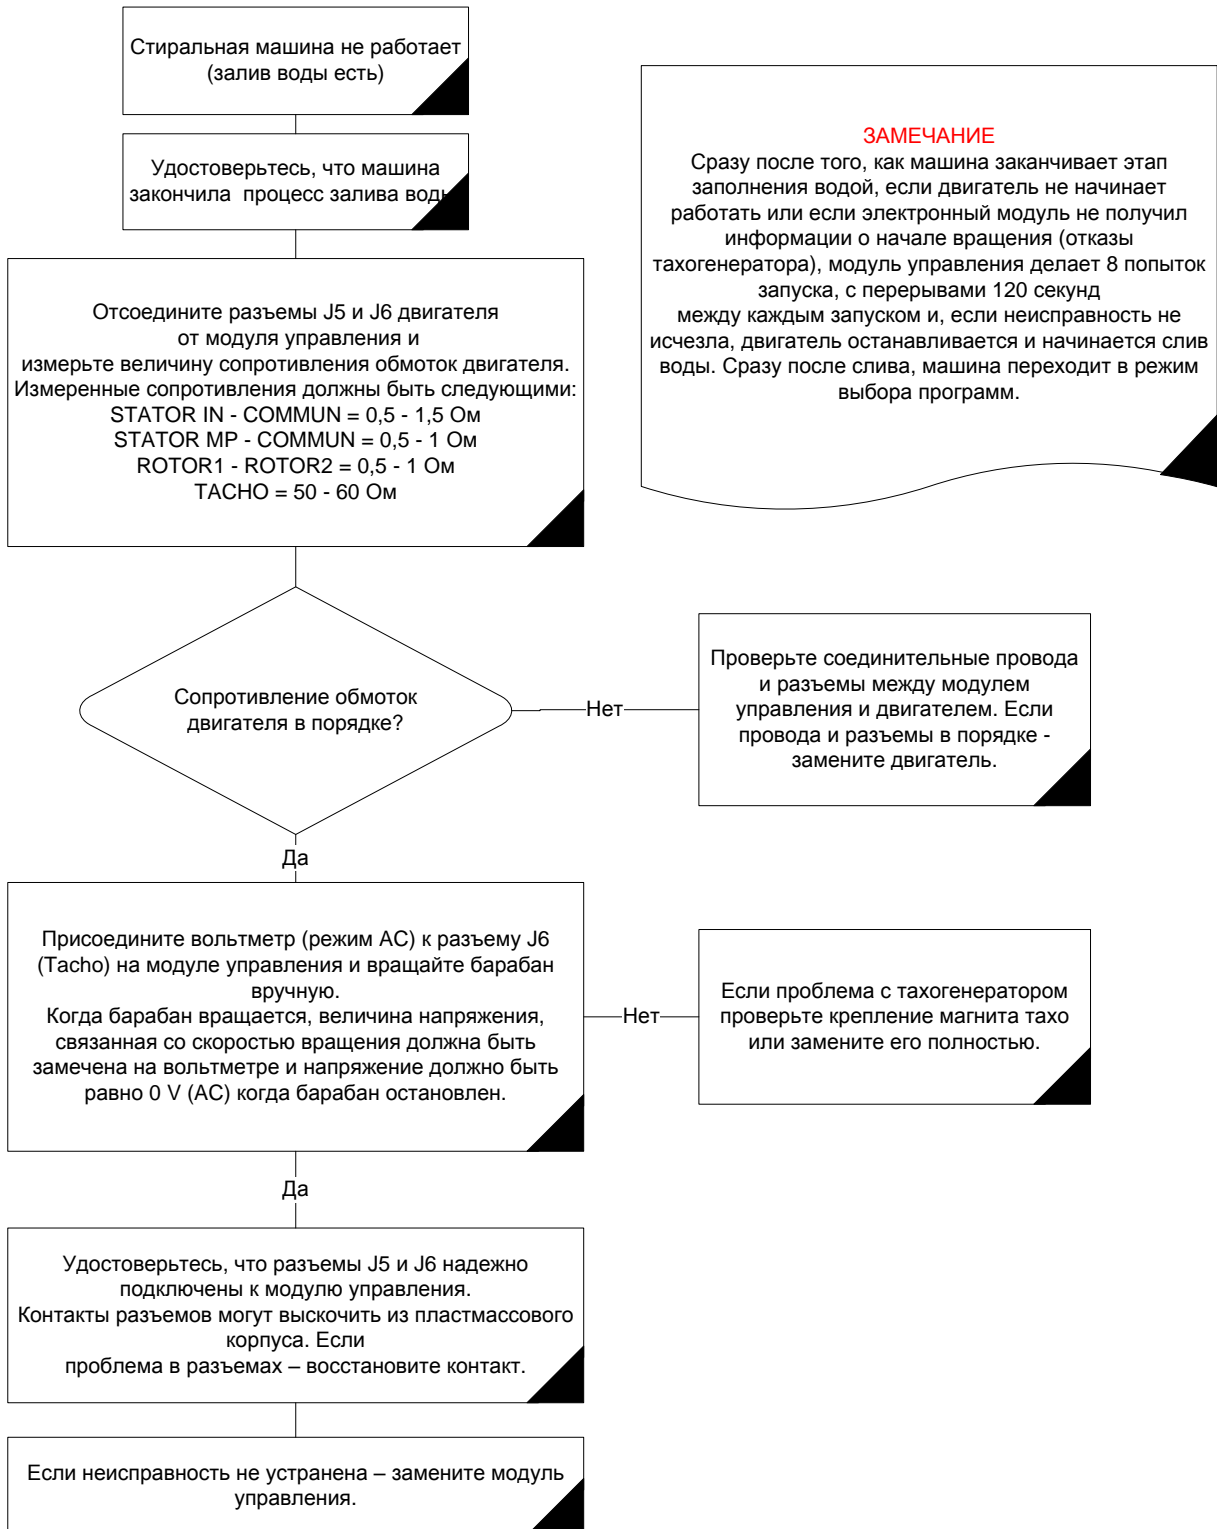 Стиральная машина не работает
(залив воды есть)
Удостоверьтесь, что машина
закончила процесс залива воды
ЗАМЕЧАНИЕ
Сразу после того, как машина заканчивает этап
заполнения водой, если двигатель не начинает
работать или если электронный модуль не получил
информации о начале вращения (отказы
тахогенератора), модуль управления делает 8 попыток
запуска, с перерывами 120 секунд
между каждым запуском и, если неисправность не
исчезла, двигатель останавливается и начинается слив
воды. Сразу после слива, машина переходит в режим
выбора программ.
Отсоедините разъемы J5 и J6 двигателя
от модуля управления и
измерьте величину сопротивления обмоток двигателя.
Измеренные сопротивления должны быть следующими:
STATOR IN - COMMUN = 0,5 - 1,5 Ом
STATOR MP - COMMUN = 0,5 - 1 Ом
ROTOR1 - ROTOR2 = 0,5 - 1 Ом
TACHO = 50 - 60 Ом
Сопротивление обмоток
двигателя в порядке?
Нет
Проверьте соединительные провода
и разъемы между модулем
управления и двигателем. Если
провода и разъемы в порядке -
замените двигатель.
Да
Присоедините вольтметр (режим AC) к разъему J6
(Tacho) на модуле управления и вращайте барабан
вручную.
Когда барабан вращается, величина напряжения,
связанная со скоростью вращения должна быть
замечена на вольтметре и напряжение должно быть
равно 0 V (AC) когда барабан остановлен.
Нет
Если проблема с тахогенератором
проверьте крепление магнита тахо
или замените его полностью.
Да
Удостоверьтесь, что разъемы J5 и J6 надежно
подключены к модулю управления.
Контакты разъемов могут выскочить из пластмассового
корпуса. Если
проблема в разъемах – восстановите контакт.
Если неисправность не устранена – замените модуль
управления.